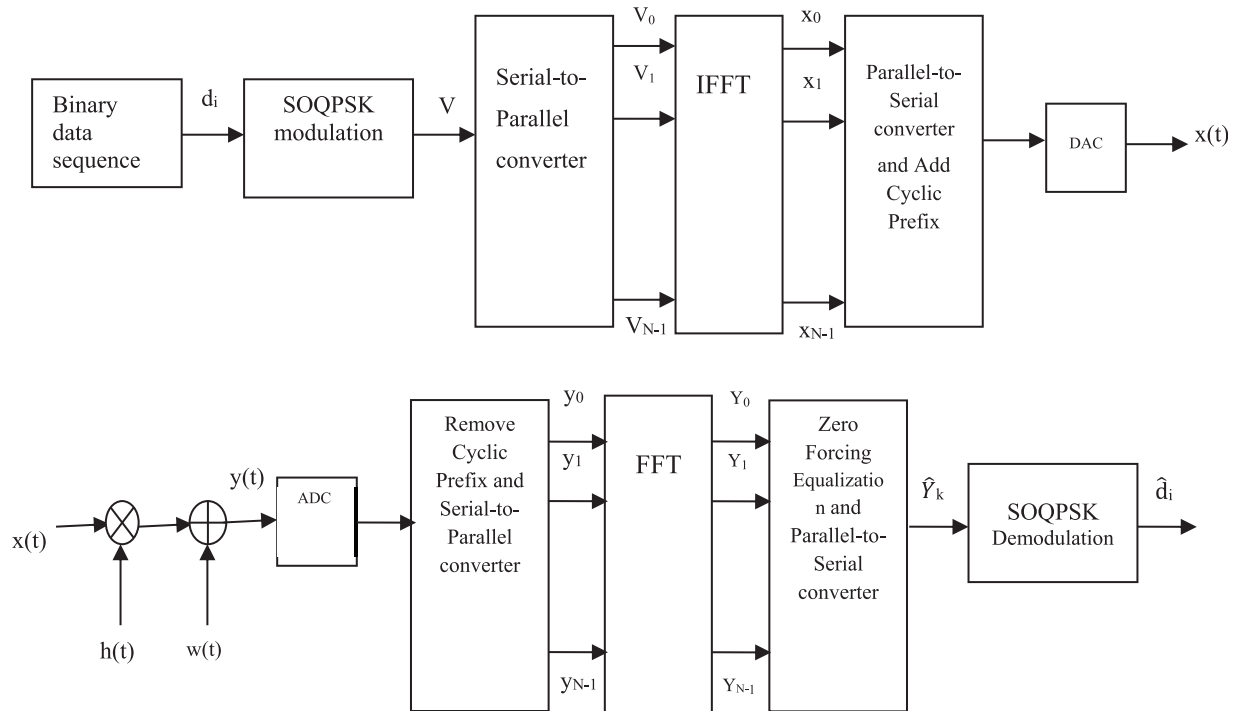 V0
x0
Binary
data
sequence
di
SOQPSK
modulation
V
Serial-to-
Parallel
converter
V1
IFFT
x1
Parallel-to-
Serial
converter
and Add
Cyclic
Prefix
DAC
x(t)
VN-1
xN-1
x(t)
h(t)
w(t)
y(t)
ADC
Remove
Cyclic
Prefix and
Serial-to-
Parallel
converter
y0
y1
yN-1
FFT
Y0
Y1
YN-1
Zero
Forcing
Equalizatio
n and
Parallel-to-
Serial
converter
Ŷk
SOQPSK
Demodulation
d̂i